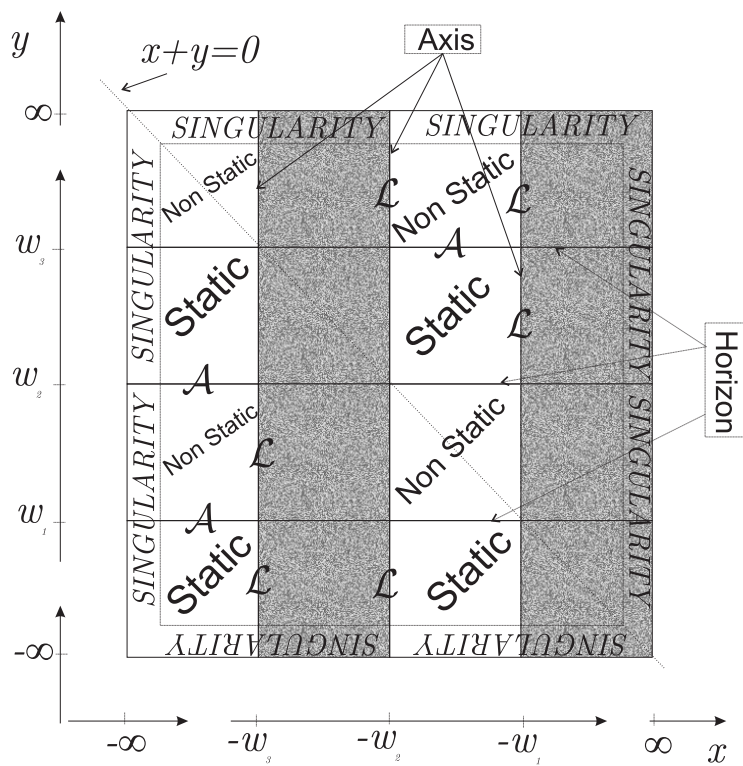 Axis
y
x+y=0
∞
SINGULARITY
SINGULARITY
SINGULARITY
Non Static
ℒ
Non Static
ℒ
SINGULARITY
w₃
𝒜
SINGULARITY
Static
Static
ℒ
Horizon
w₂
𝒜
SINGULARITY
Non Static
ℒ
Non Static
SINGULARITY
w₁
𝒜
Static
ℒ
ℒ
Static
-∞
SINGULARITY
SINGULARITY
-∞
-w₃
-w₂
-w₁
∞
x